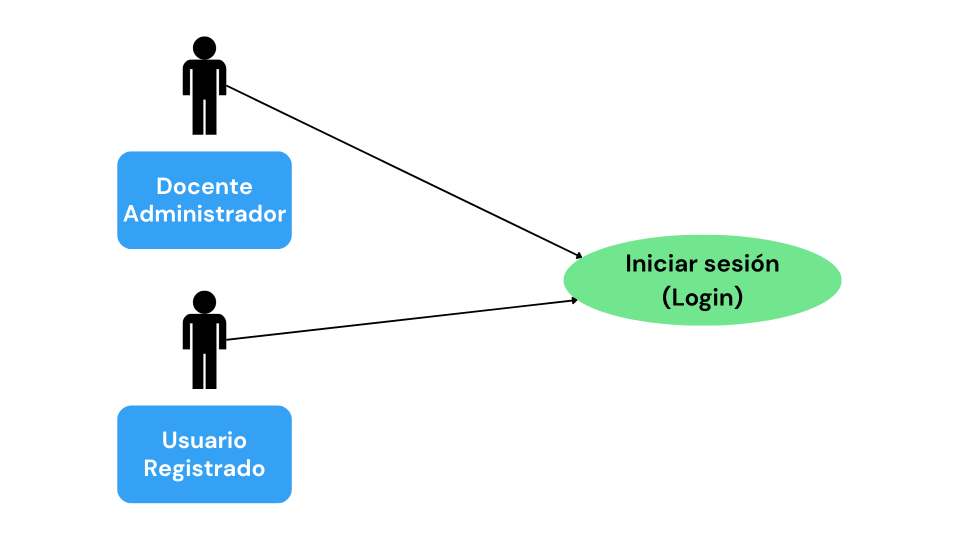 Docente
Administrador
Iniciar sesión
(Login)
Usuario
Registrado